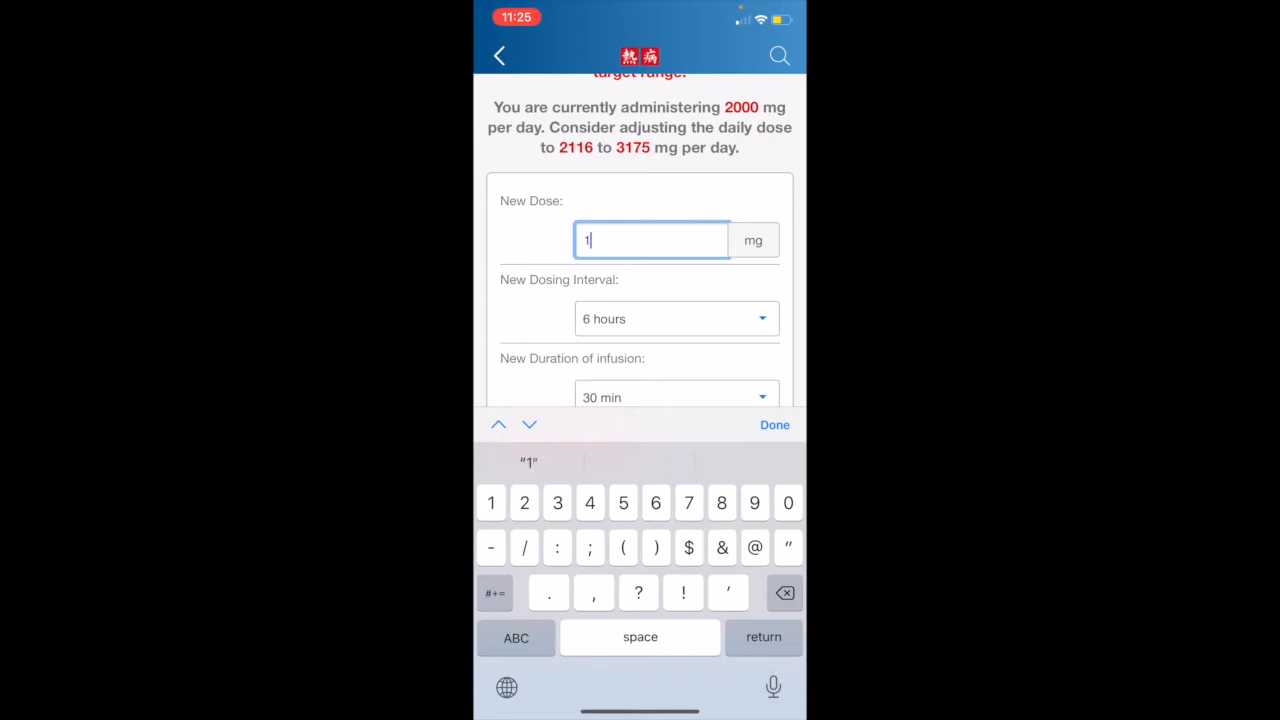 11:25
熱病
target range.
You are currently administering 2000 mg
per day. Consider adjusting the daily dose
to 2116 to 3175 mg per day.
New Dose:
1
mg
New Dosing Interval:
6 hours
New Duration of infusion:
30 min
Done
"1"
1 2 3 4 5 6 7 8 9 0
- / : ; ( ) $ & @ "
#+= . , ? ! '
ABC space return